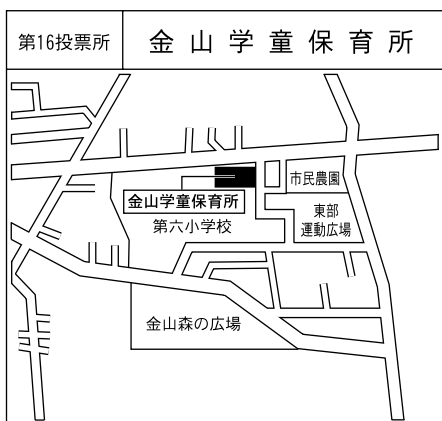 第16投票所
金山学童保育所
市民農園
金山学童保育所
第六小学校
東部
運動広場
金山森の広場